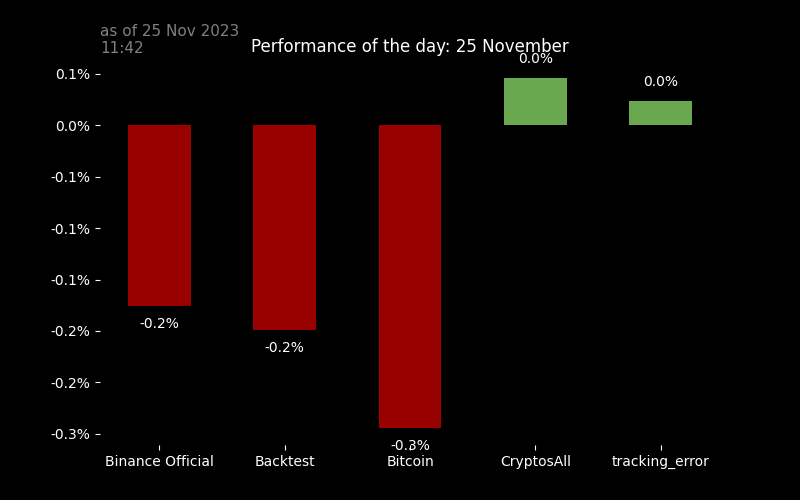 as of 25 Nov 2023
11:42
Performance of the day: 25 November
0.1%
0.0%
-0.1%
-0.1%
-0.1%
-0.2%
-0.2%
-0.3%
-0.2%
-0.2%
-0.3%
0.0%
0.0%
Binance Official
Backtest
Bitcoin
CryptosAll
tracking_error